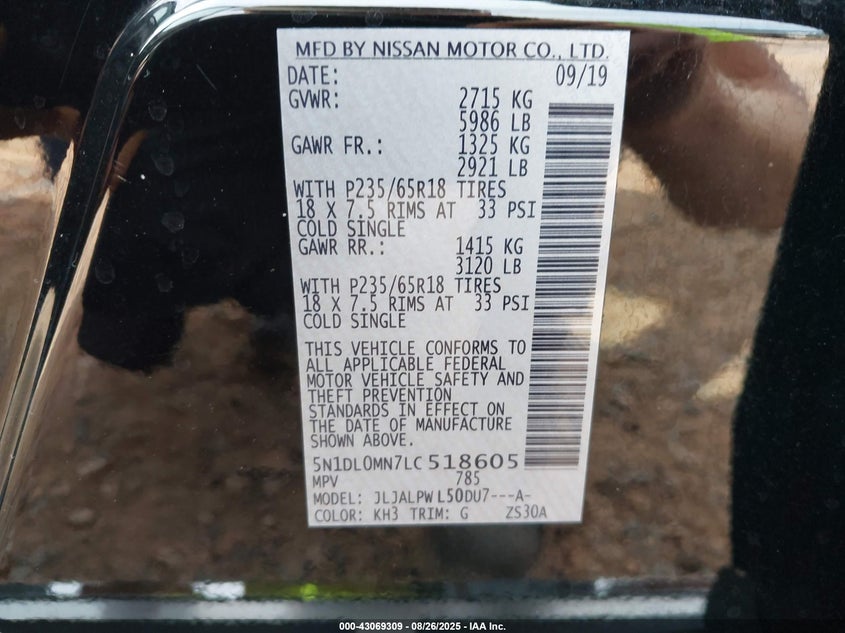 MFD BY NISSAN MOTOR CO., LTD.
DATE: 09/19
GVWR: 2715 KG
5986 LB
GAWR FR.: 1325 KG
2921 LB
WITH P235/65R18 TIRES
18 X 7.5 RIMS AT 33 PSI
COLD SINGLE
GAWR RR.: 1415 KG
3120 LB
WITH P235/65R18 TIRES
18 X 7.5 RIMS AT 33 PSI
COLD SINGLE
THIS VEHICLE CONFORMS TO
ALL APPLICABLE FEDERAL
MOTOR VEHICLE SAFETY AND
THEFT PREVENTION
STANDARDS IN EFFECT ON
THE DATE OF MANUFACTURE
SHOWN ABOVE.
5N1DL0MN7LC518605
MPV 785
MODEL: JLJALPWL50DU7---A-
COLOR: KH3 TRIM: G ZS30A
000-43069309 - 08/26/2025 - IAA Inc.